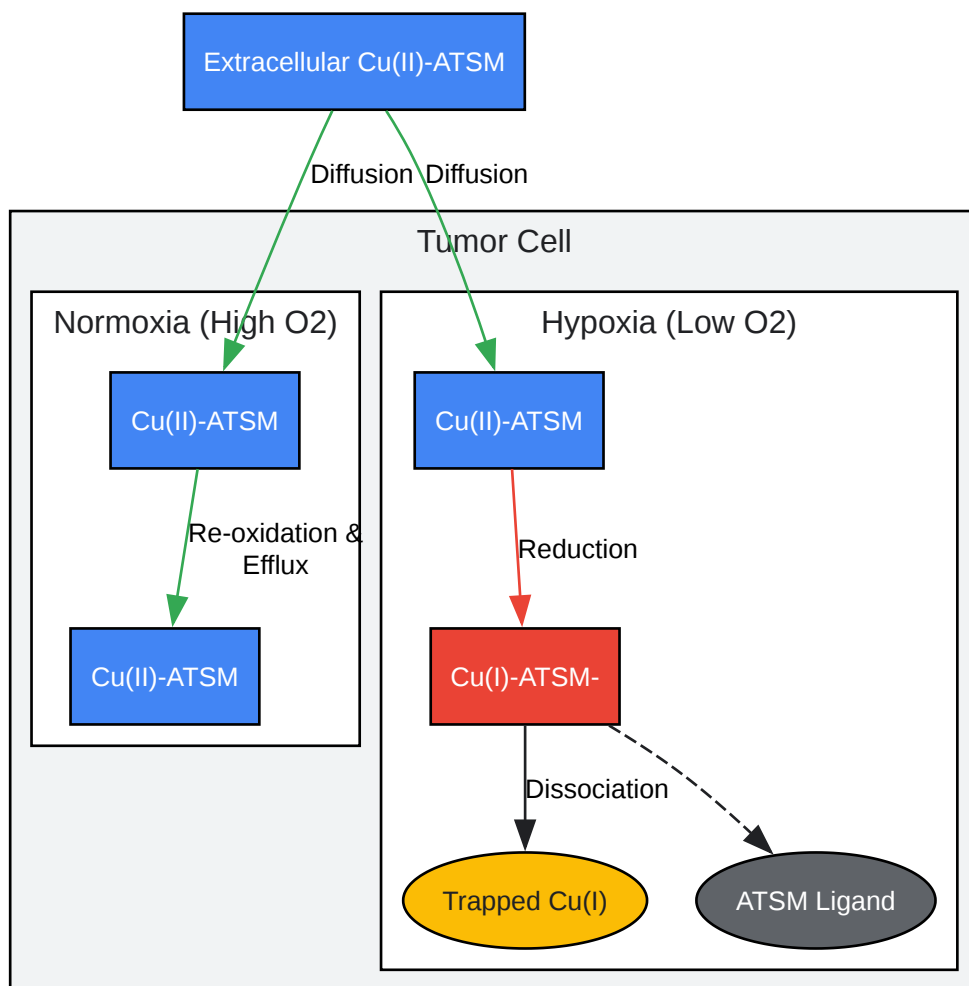 Extracellular Cu(II)-ATSM
Diffusion
Diffusion
Tumor Cell
Normoxia (High O2)
Hypoxia (Low O2)
Cu(II)-ATSM
Cu(II)-ATSM
Re-oxidation &
Efflux
Reduction
Cu(II)-ATSM
Cu(I)-ATSM-
Dissociation
Trapped Cu(I)
ATSM Ligand